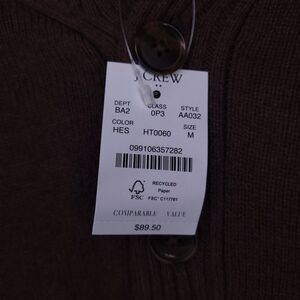 J.CREW
DEPT CLASS STYLE
BA2 0P3 AA032
COLOR SIZE
HES HT0060 M
099106357282
RECYCLED
Paper
FSC FSC® C117781
COMPARABLE VALUE
$89.50